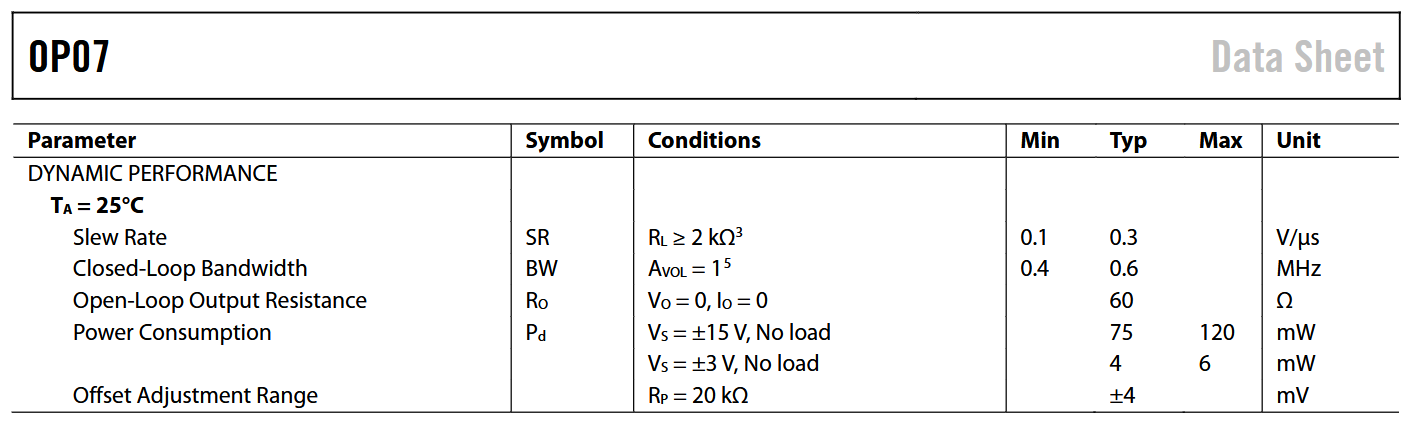 OP07 Data Sheet
Parameter Symbol Conditions Min Typ Max Unit
DYNAMIC PERFORMANCE
TA = 25°C
Slew Rate SR RL ≥ 2 kΩ3 0.1 0.3 V/μs
Closed-Loop Bandwidth BW AVOL = 15 0.4 0.6 MHz
Open-Loop Output Resistance RO VO = 0, IO = 0 60 Ω
Power Consumption Pd VS = ±15 V, No load 75 120 mW
VS = ±3 V, No load 4 6 mW
Offset Adjustment Range RP = 20 kΩ ±4 mV